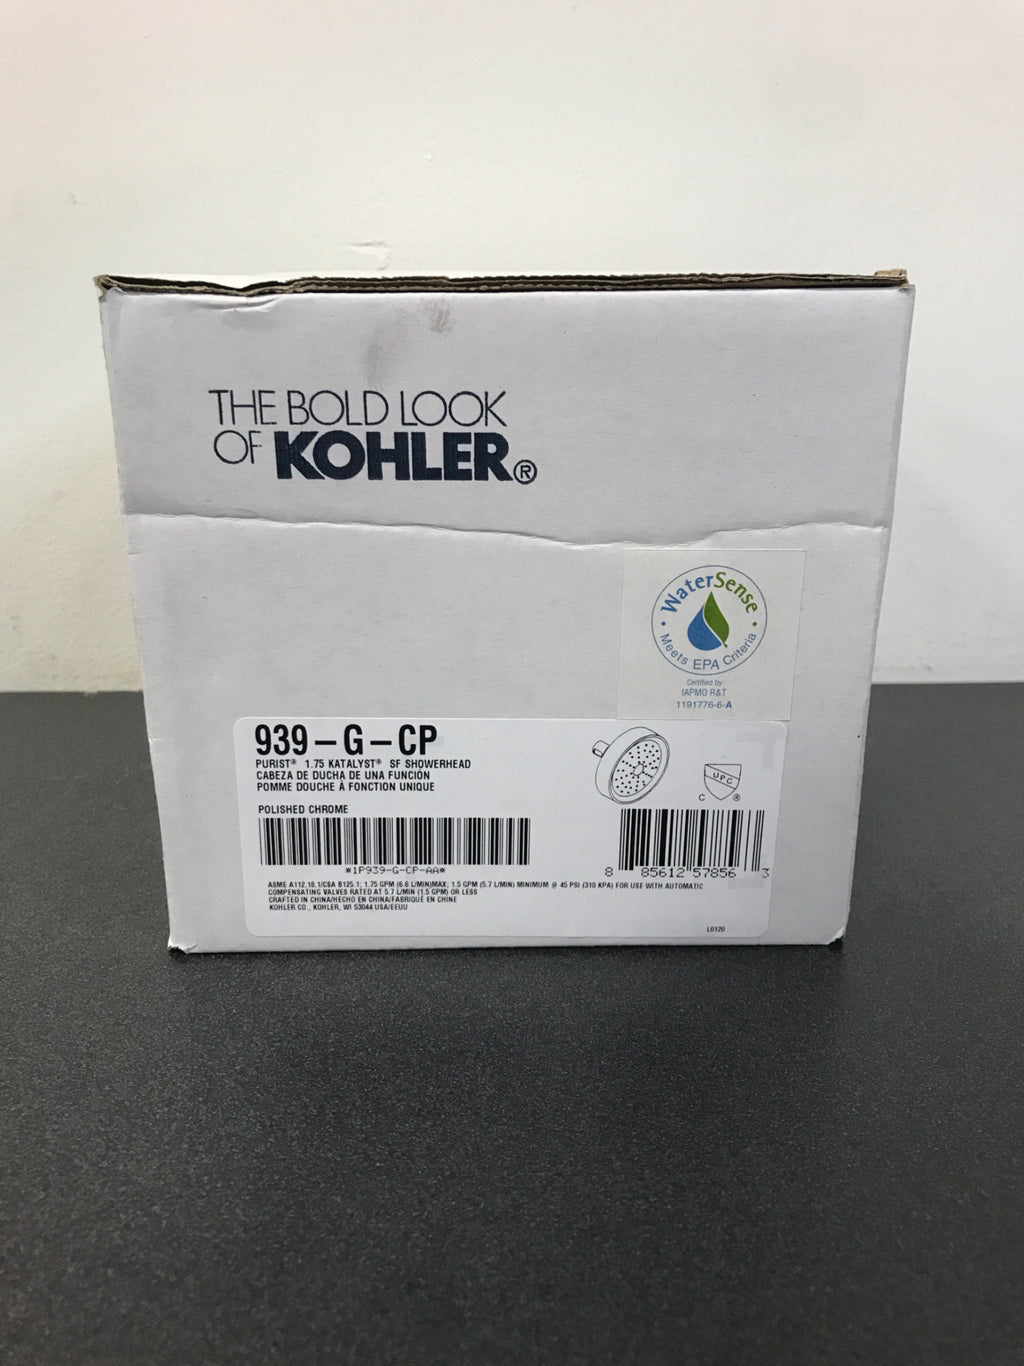 THE BOLD LOOK
OF KOHLER®
WaterSense
Meets EPA Criteria
Certified by
IAPMO R&T
1191776-6-A
939-G-CP
PURIST® 1.75 KATALYST® SF SHOWERHEAD
CABEZA DE DUCHA DE UNA FUNCIÓN
POMME DOUCHE À FONCTION UNIQUE
POLISHED CHROME
*1P939-G-CP-AA*
UPC
C ®
8 85612 57856 3
ASME A112.18.1/CSA B125.1; 1.75 GPM (6.6 L/MIN)MAX; 1.5 GPM (5.7 L/MIN) MINIMUM @ 45 PSI (310 KPA) FOR USE WITH AUTOMATIC
COMPENSATING VALVES RATED AT 5.7 L/MIN (1.5 GPM) OR LESS
CRAFTED IN CHINA/HECHO EN CHINA/FABRIQUÉ EN CHINE
KOHLER CO., KOHLER, WI 53044 USA/EEUU
L0120